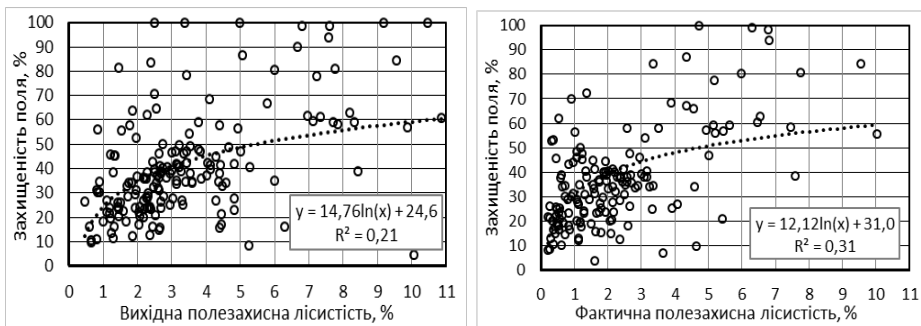 Захищеність поля, %
100
90
80
70
60
50
40
30
20
10
0
y = 14,76ln(x) + 24,6
R² = 0,21
0 1 2 3 4 5 6 7 8 9 10 11
Вихідна полезахисна лісистість, %
Захищеність поля, %
100
90
80
70
60
50
40
30
20
10
0
y = 12,12ln(x) + 31,0
R² = 0,31
0 1 2 3 4 5 6 7 8 9 10 11
Фактична полезахисна лісистість, %